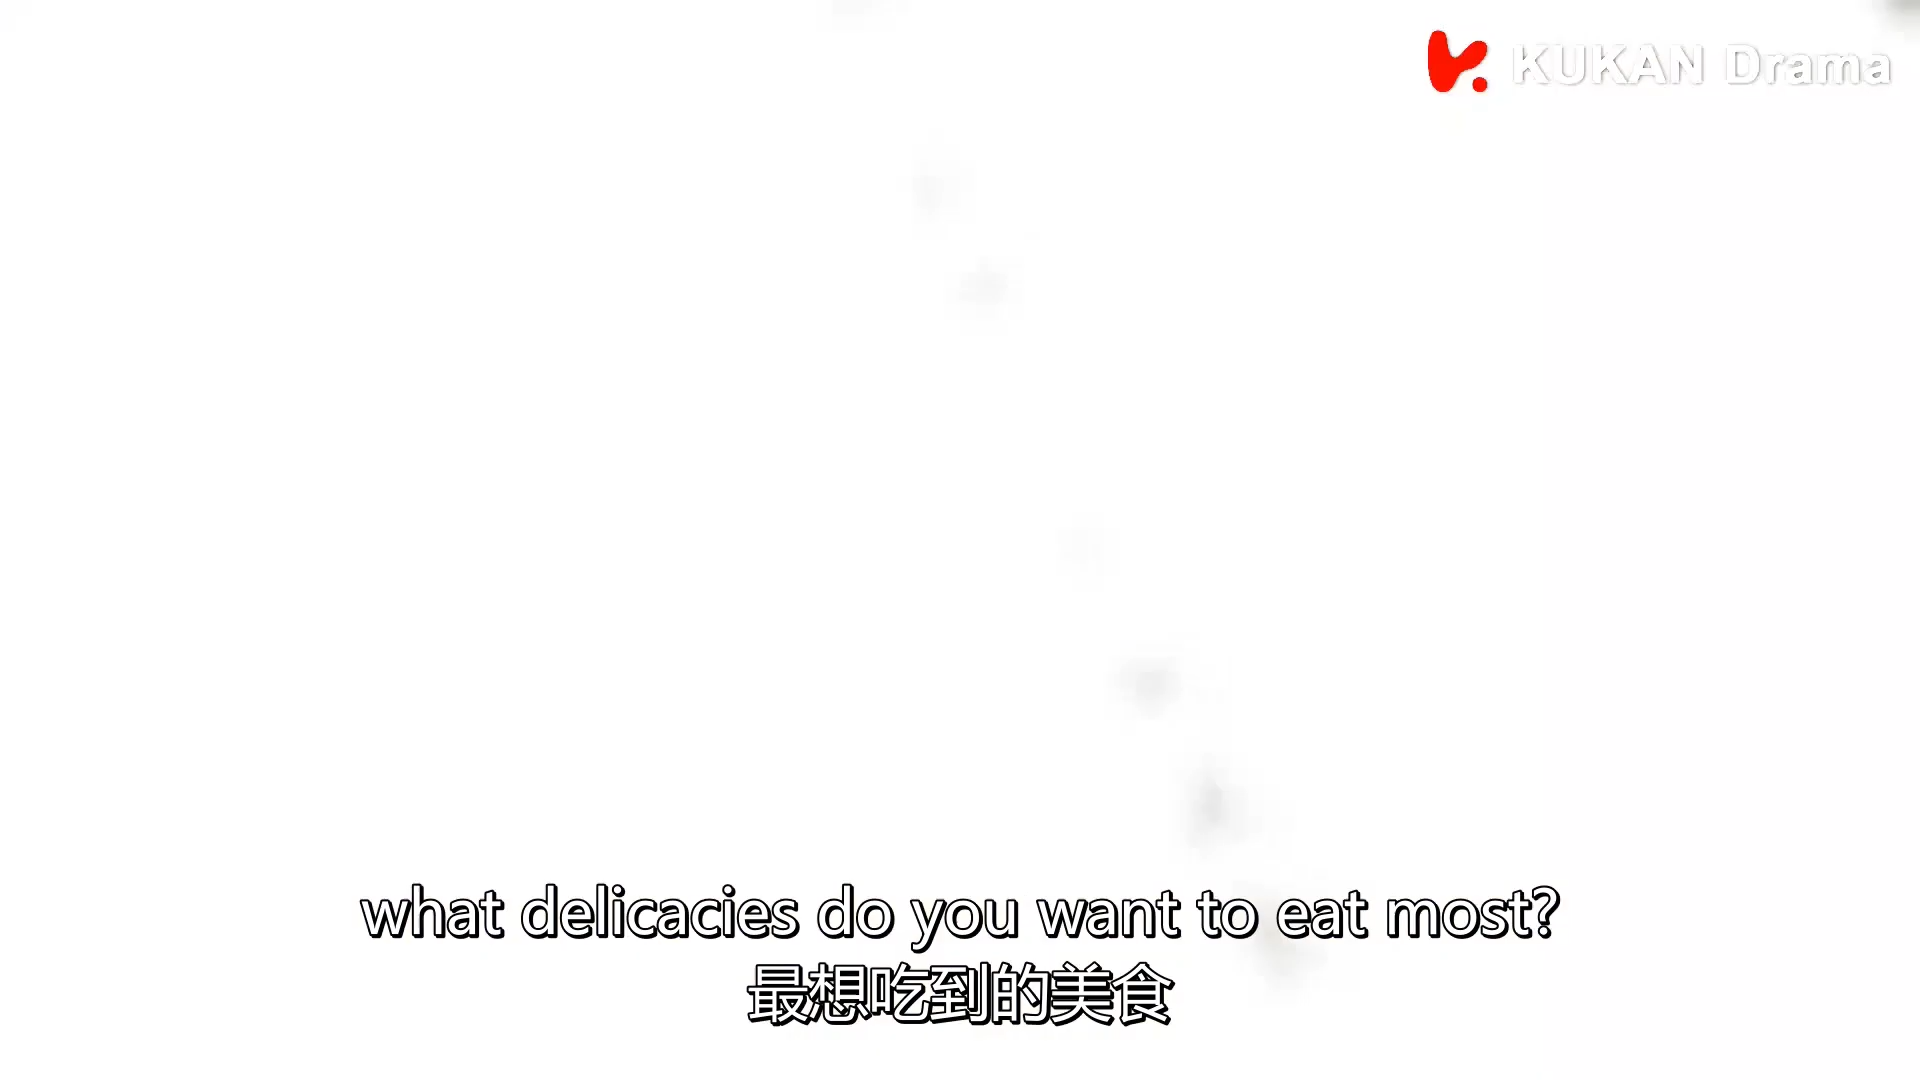 KUKAN Drama
what delicacies do you want to eat most?
最想吃到的美食